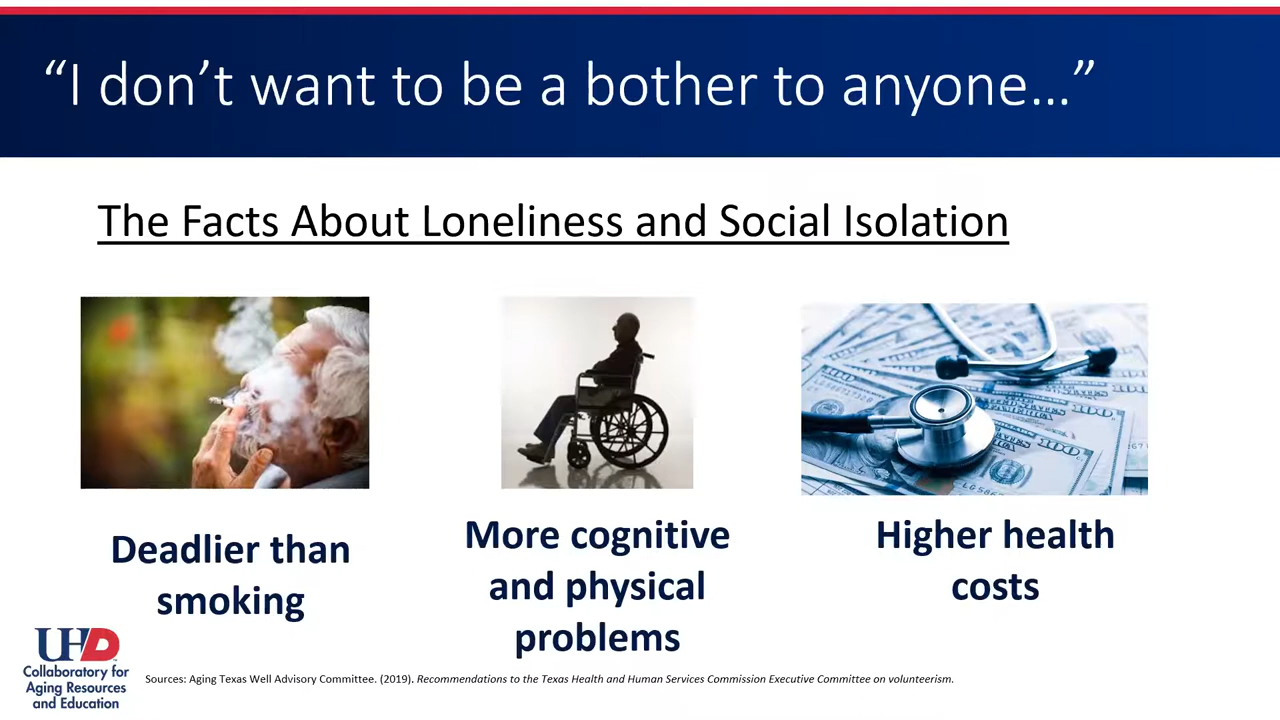 “I don’t want to be a bother to anyone…”
The Facts About Loneliness and Social Isolation
Deadlier than
smoking
More cognitive
and physical
problems
Higher health
costs
UHD
Collaboratory for
Aging Resources
and Education
Sources: Aging Texas Well Advisory Committee. (2019). Recommendations to the Texas Health and Human Services Commission Executive Committee on volunteerism.